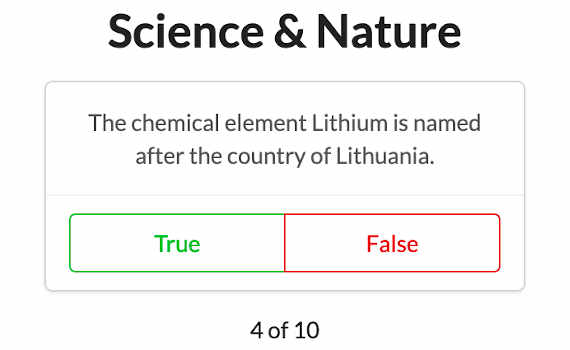 Science & Nature
The chemical element Lithium is named
after the country of Lithuania.
True
False
4 of 10